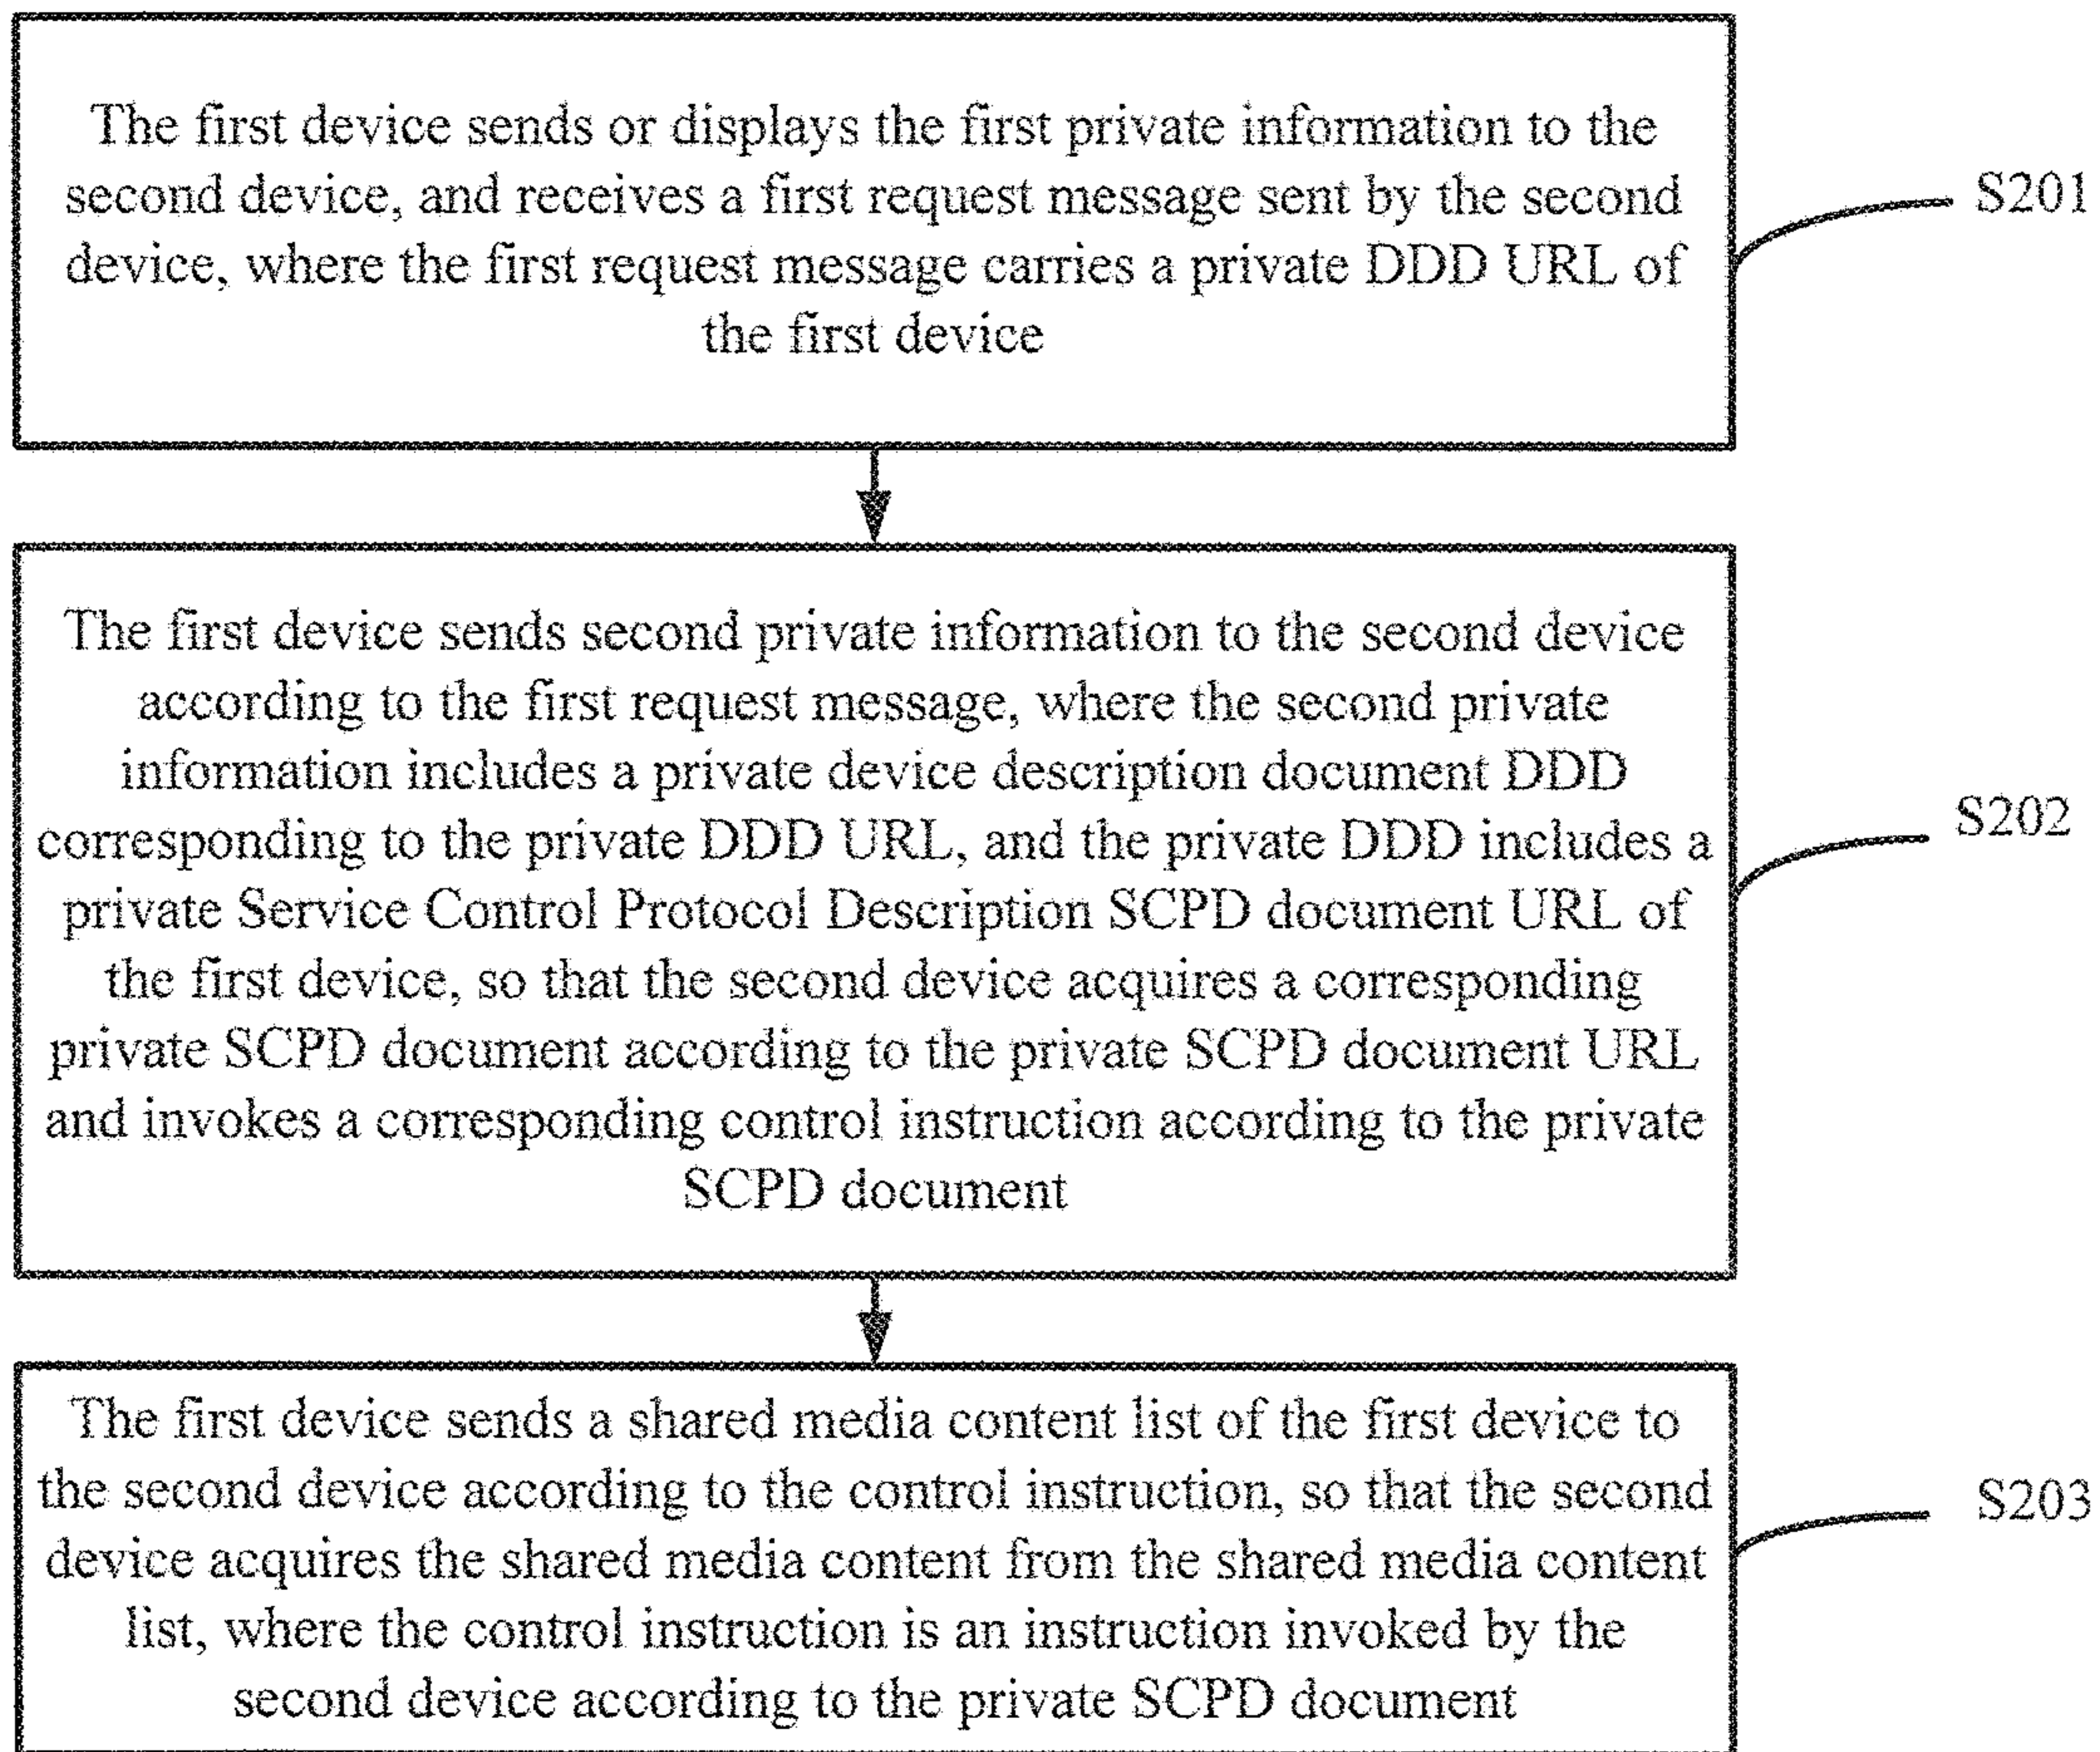 The first device sends or displays the first private information to the
second device, and receives a first request message sent by the second
device, where the first request message carries a private DDD URL of
the first device
S201
The first device sends second private information to the second device
according to the first request message, where the second private
information includes a private device description document DDD
corresponding to the private DDD URL, and the private DDD includes a
private Service Control Protocol Description SCPD document URL of
the first device, so that the second device acquires a corresponding
private SCPD document according to the private SCPD document URL
and invokes a corresponding control instruction according to the private
SCPD document
S202
The first device sends a shared media content list of the first device to
the second device according to the control instruction, so that the second
device acquires the shared media content from the shared media content
list, where the control instruction is an instruction invoked by the
second device according to the private SCPD document
S203